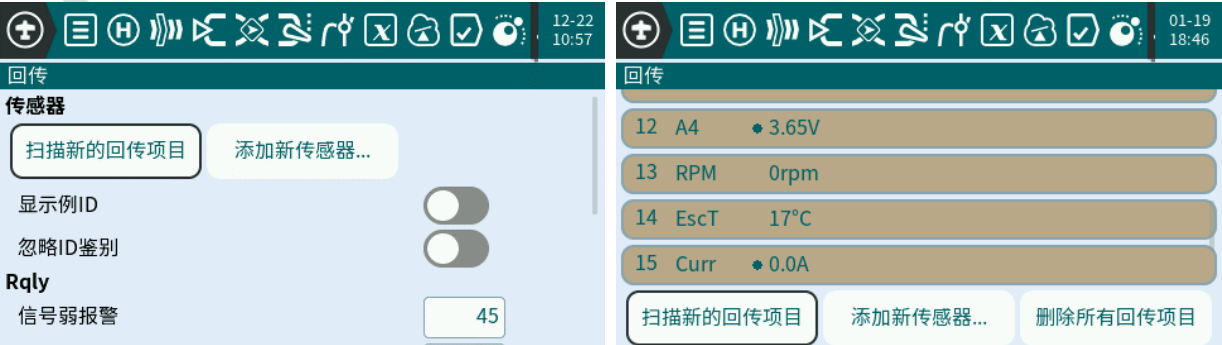 12-22
10:57
回传
传感器
扫描新的回传项目 添加新传感器...
显示例ID
忽略ID鉴别
Rqly
信号弱报警 45
01-19
18:46
回传
12 A4 3.65V
13 RPM 0rpm
14 EscT 17°C
15 Curr 0.0A
扫描新的回传项目 添加新传感器... 删除所有回传项目